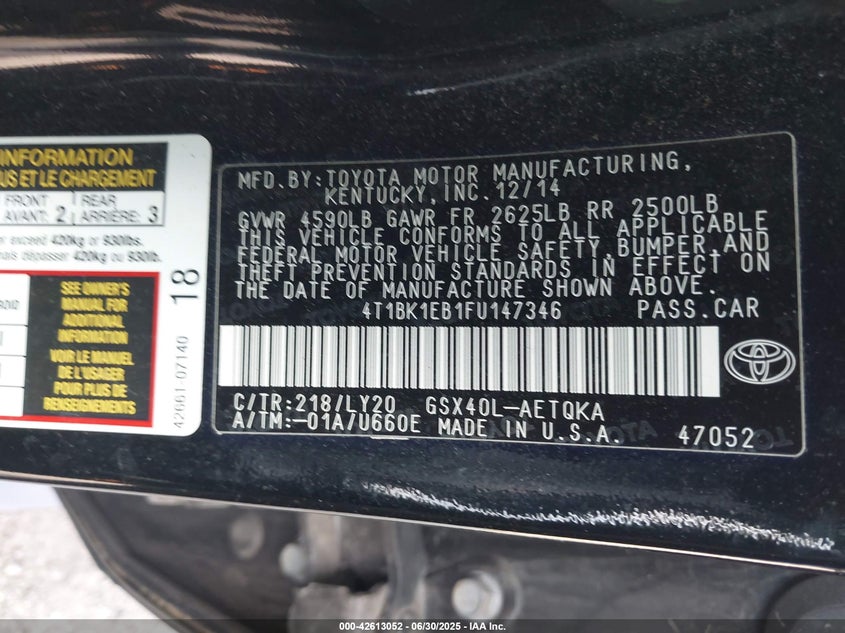 INFORMATION
US ET LE CHARGEMENT
FRONT
AVANT: 2
REAR
ARRIÈRE: 3
exceed 420kg or 930lbs.
dépasser 420kg ou 930lb.
SEE OWNER'S
MANUAL FOR
ADDITIONAL
INFORMATION
VOIR LE MANUEL
DE L'USAGER
POUR PLUS DE
RENSEIGNEMENTS
18
42661-07140
MFD. BY: TOYOTA MOTOR MANUFACTURING,
KENTUCKY, INC. 12/14
GVWR 4590LB GAWR FR 2625LB RR 2500LB
THIS VEHICLE CONFORMS TO ALL APPLICABLE
FEDERAL MOTOR VEHICLE SAFETY, BUMPER, AND
THEFT PREVENTION STANDARDS IN EFFECT ON
THE DATE OF MANUFACTURE SHOWN ABOVE.
4T1BK1EB1FU147346 PASS.CAR
C/TR:218/LY20 GSX40L-AETQKA
A/TM:-01A/U660E MADE IN U.S.A. 47052
000-42613052 - 06/30/2025 - IAA Inc.